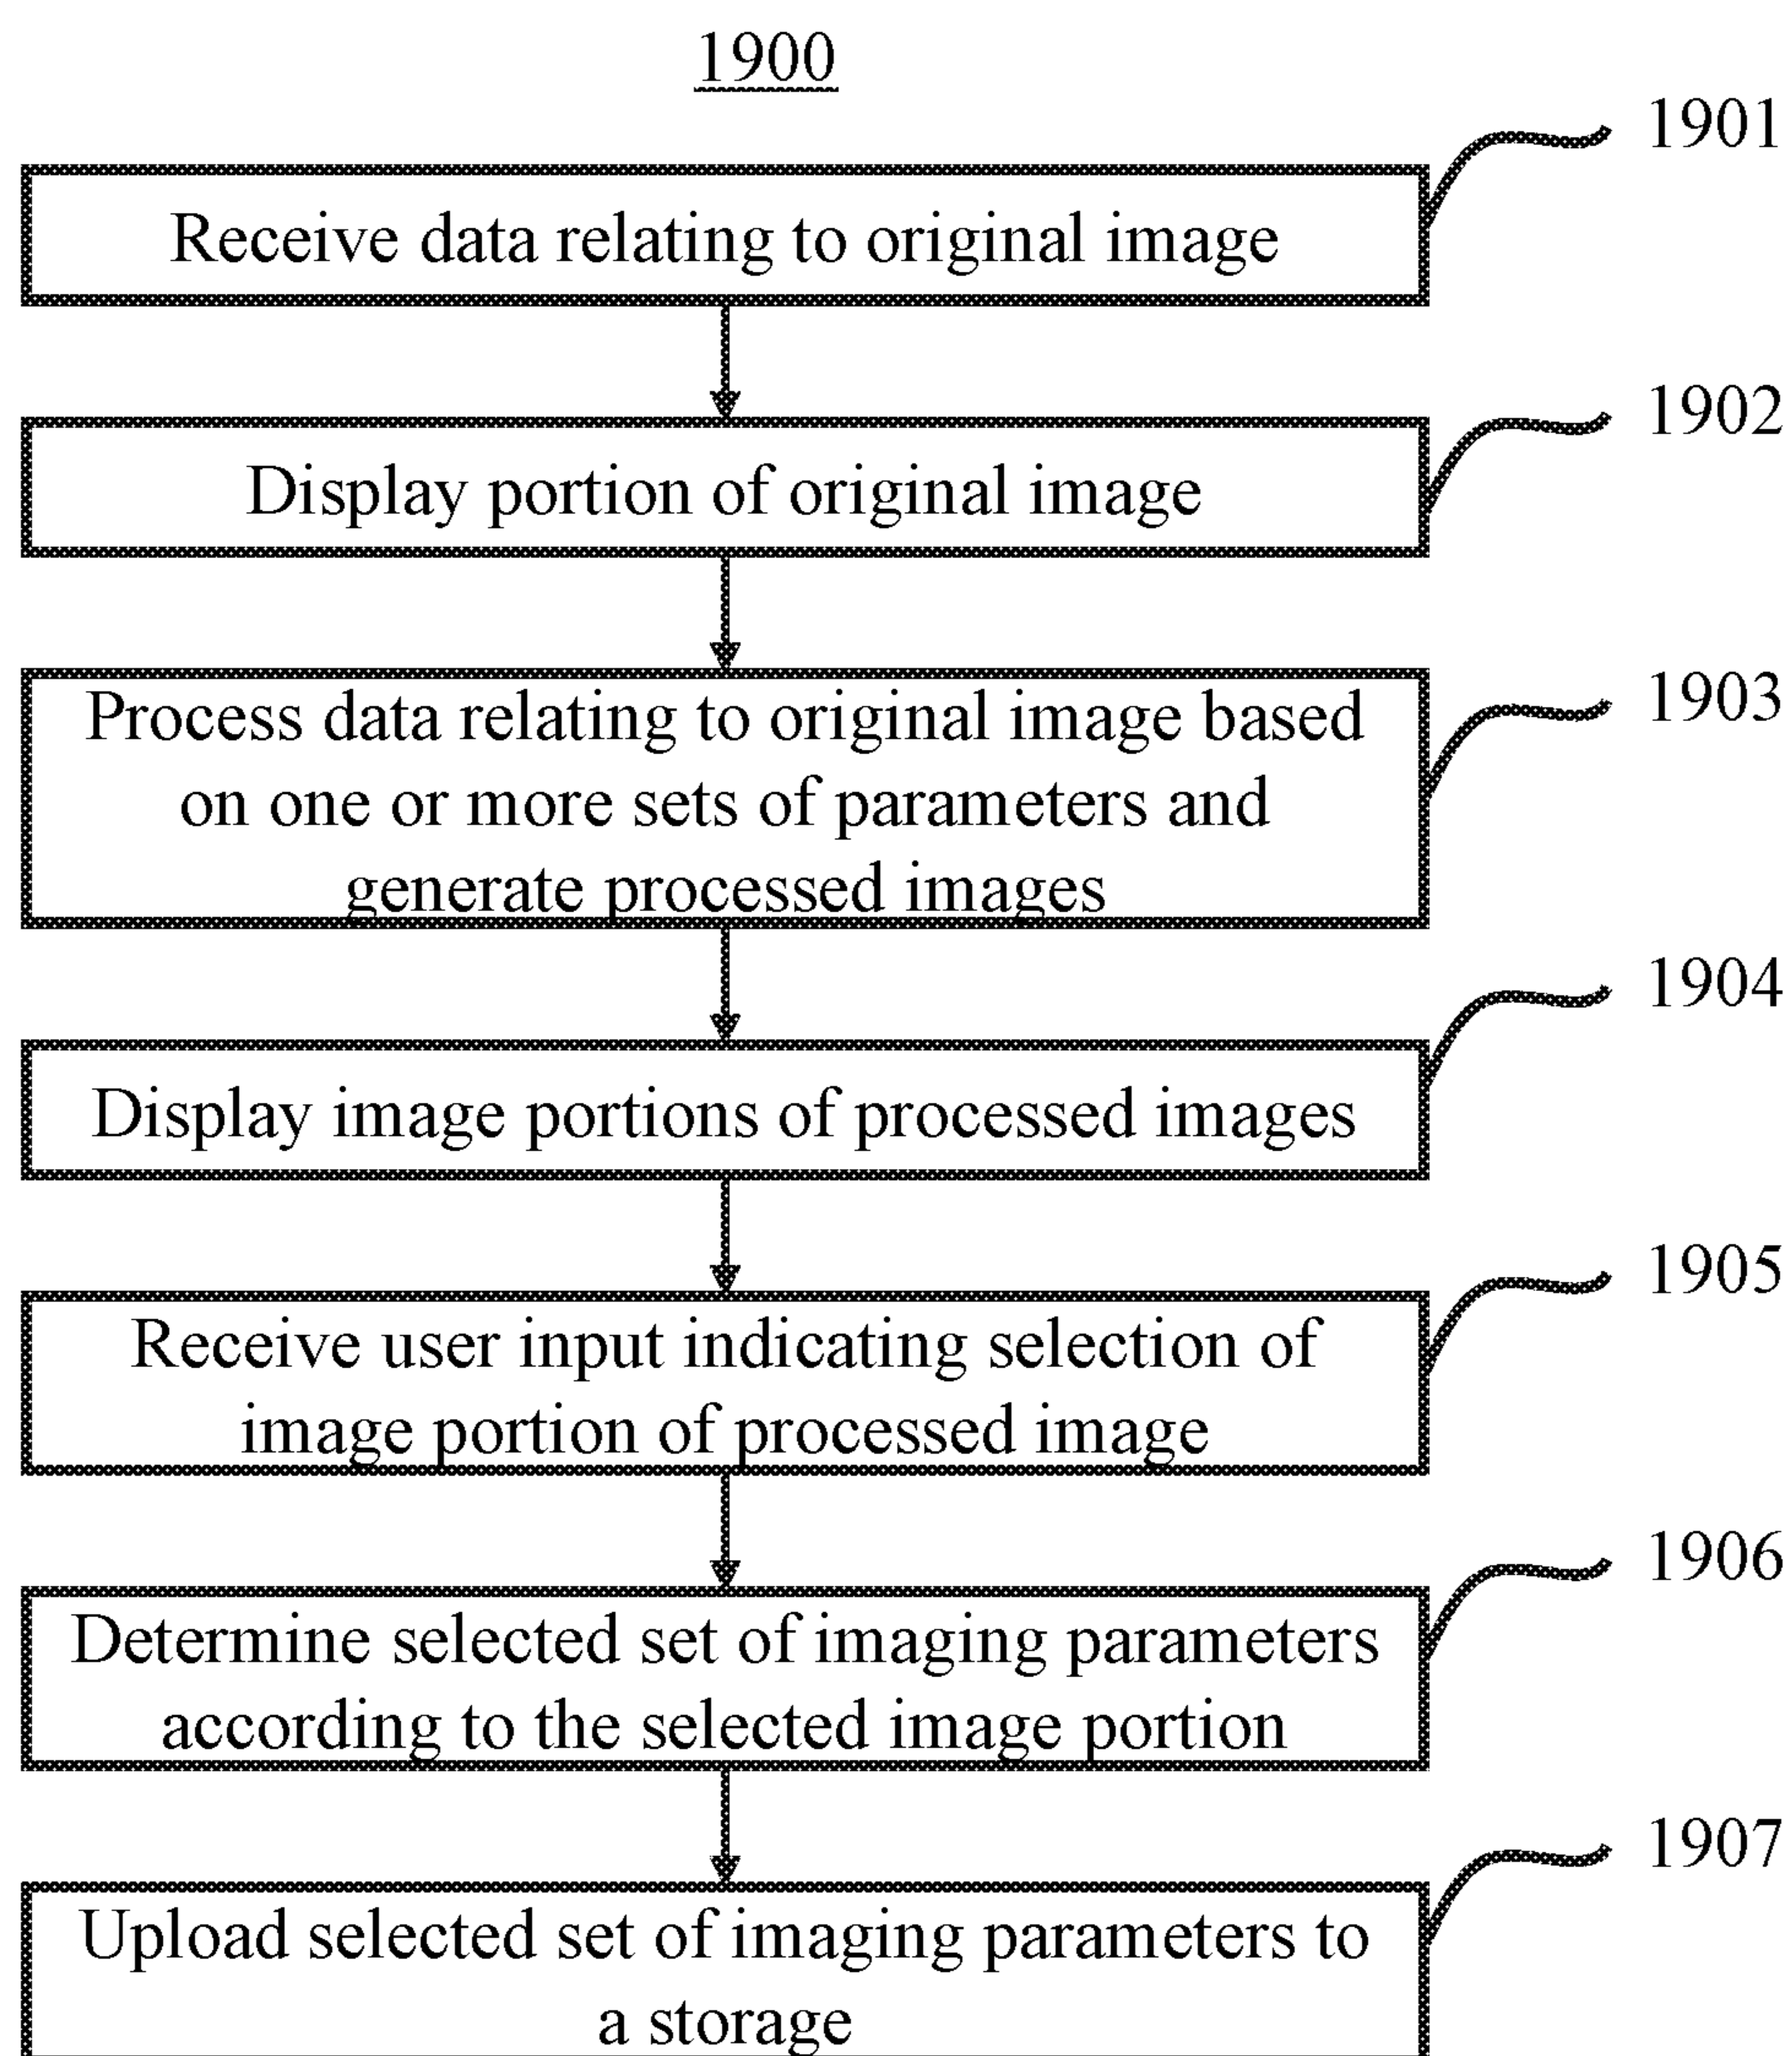 1900
1901
Receive data relating to original image
1902
Display portion of original image
1903
Process data relating to original image based
on one or more sets of parameters and
generate processed images
1904
Display image portions of processed images
1905
Receive user input indicating selection of
image portion of processed image
1906
Determine selected set of imaging parameters
according to the selected image portion
1907
Upload selected set of imaging parameters to
a storage